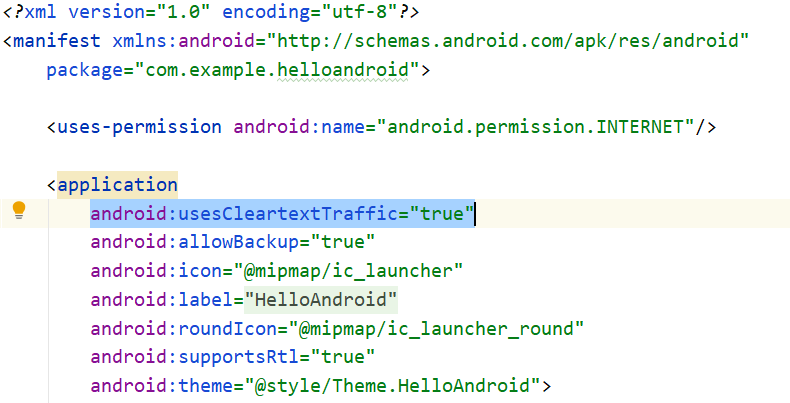 <?xml version="1.0" encoding="utf-8"?>
<manifest xmlns:android="http://schemas.android.com/apk/res/android"
    package="com.example.helloandroid">
    <uses-permission android:name="android.permission.INTERNET"/>
    <application
        android:usesCleartextTraffic="true"
        android:allowBackup="true"
        android:icon="@mipmap/ic_launcher"
        android:label="HelloAndroid"
        android:roundIcon="@mipmap/ic_launcher_round"
        android:supportsRtl="true"
        android:theme="@style/Theme.HelloAndroid">